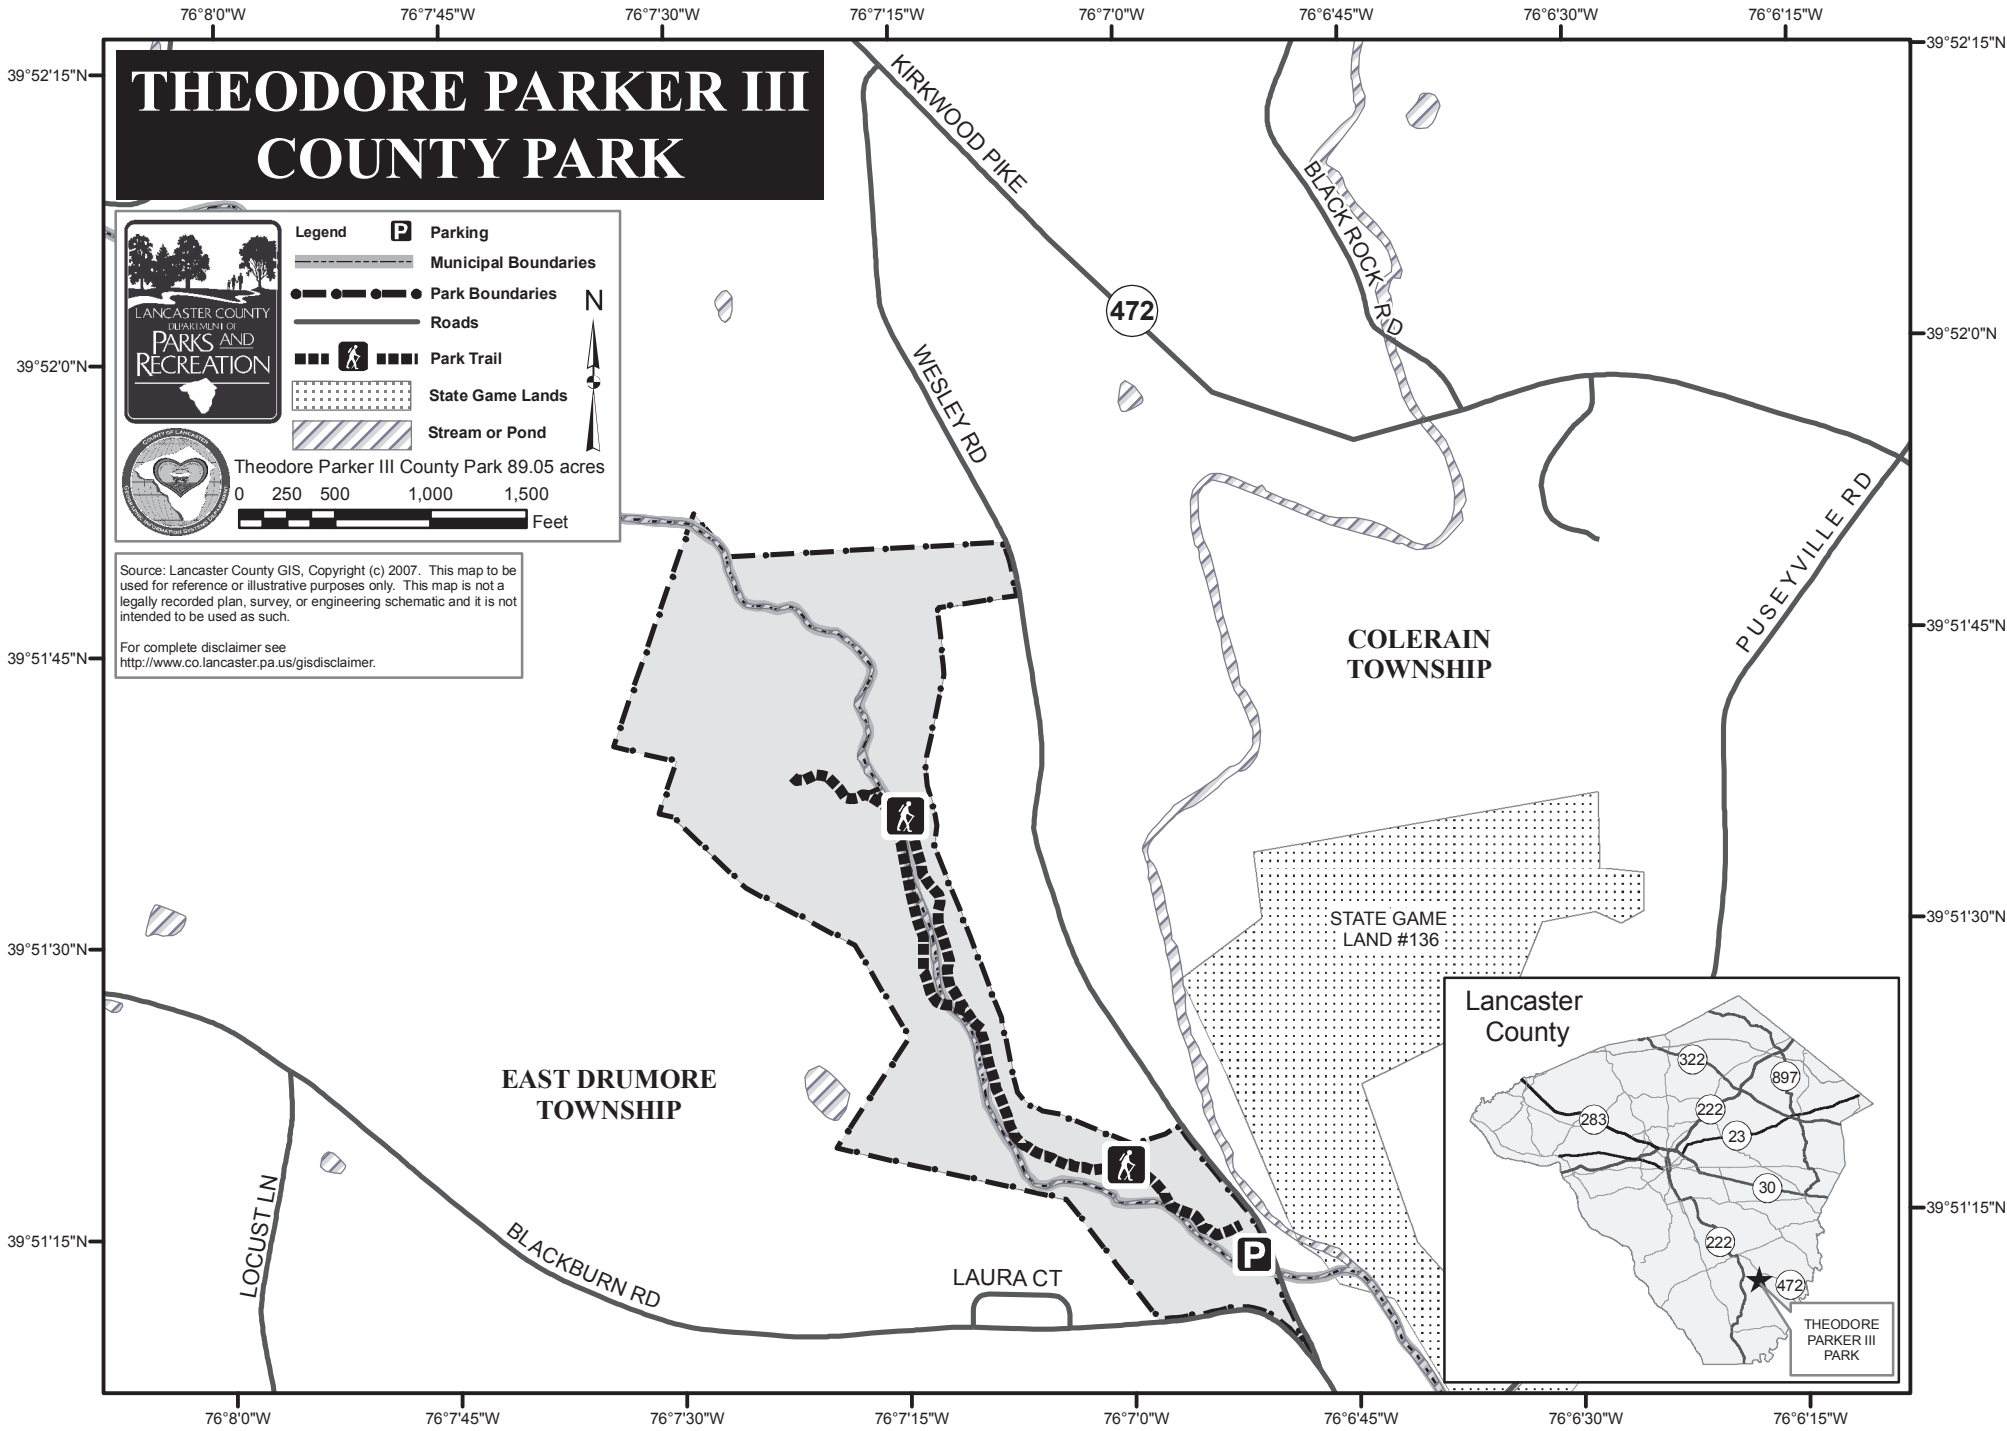 76°8'0"W
76°7'45"W
76°7'30"W
76°7'15"W
76°7'0"W
76°6'45"W
76°6'30"W
76°6'15"W
39°52'15"N
39°52'15"N
THEODORE PARKER III
COUNTY PARK
KIRKWOOD PIKE
BLACK ROCK RD
Legend
P
Parking
Municipal Boundaries
Park Boundaries
N
Roads
Park Trail
State Game Lands
Stream or Pond
LANCASTER COUNTY
DEPARTMENT OF
PARKS AND
RECREATION
COUNTY OF LANCASTER
Theodore Parker III County Park 89.05 acres
0 250 500 1,000 1,500
Feet
472
39°52'0"N
39°52'0"N
WESLEY RD
PUSEYVILLE RD
Source: Lancaster County GIS, Copyright (c) 2007. This map to be
used for reference or illustrative purposes only. This map is not a
legally recorded plan, survey, or engineering schematic and it is not
intended to be used as such.
For complete disclaimer see
http://www.co.lancaster.pa.us/gisdisclaimer.
39°51'45"N
39°51'45"N
COLERAIN
TOWNSHIP
STATE GAME
LAND #136
39°51'30"N
39°51'30"N
EAST DRUMORE
TOWNSHIP
LOCUST LN
BLACKBURN RD
LAURA CT
P
39°51'15"N
39°51'15"N
Lancaster
County
322
897
283
222
23
30
222
472
THEODORE
PARKER III
PARK
76°8'0"W
76°7'45"W
76°7'30"W
76°7'15"W
76°7'0"W
76°6'45"W
76°6'30"W
76°6'15"W